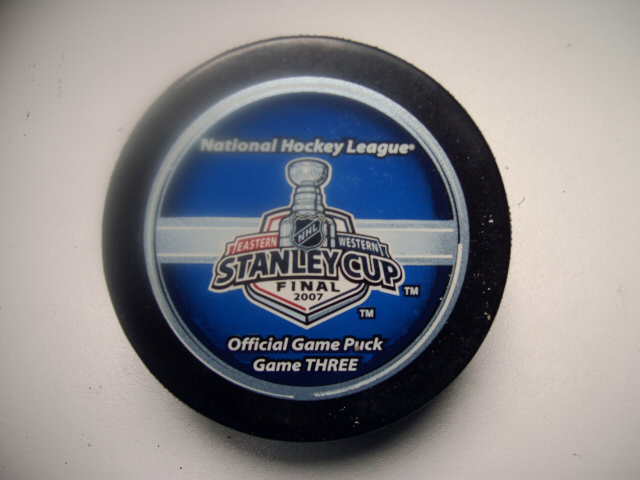 National Hockey League®
NHL
EASTERN WESTERN
STANLEY CUP TM
FINAL
2007
TM
Official Game Puck
Game THREE